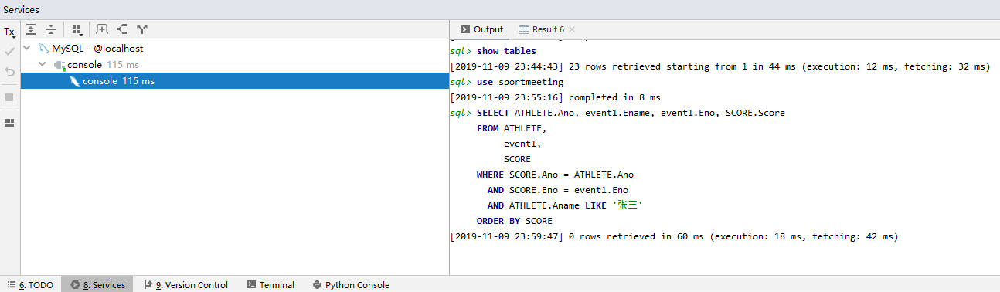 Services
Tx
MySQL - @localhost
console 115 ms
console 115 ms
Output
Result 6
sql> show tables
[2019-11-09 23:44:43] 23 rows retrieved starting from 1 in 44 ms (execution: 12 ms, fetching: 32 ms)
sql> use sportmeeting
[2019-11-09 23:55:16] completed in 8 ms
sql> SELECT ATHLETE.Ano, event1.Ename, event1.Eno, SCORE.Score
FROM ATHLETE,
event1,
SCORE
WHERE SCORE.Ano = ATHLETE.Ano
AND SCORE.Eno = event1.Eno
AND ATHLETE.Aname LIKE '张三'
ORDER BY SCORE
[2019-11-09 23:59:47] 0 rows retrieved in 60 ms (execution: 18 ms, fetching: 42 ms)
6: TODO
8: Services
9: Version Control
Terminal
Python Console